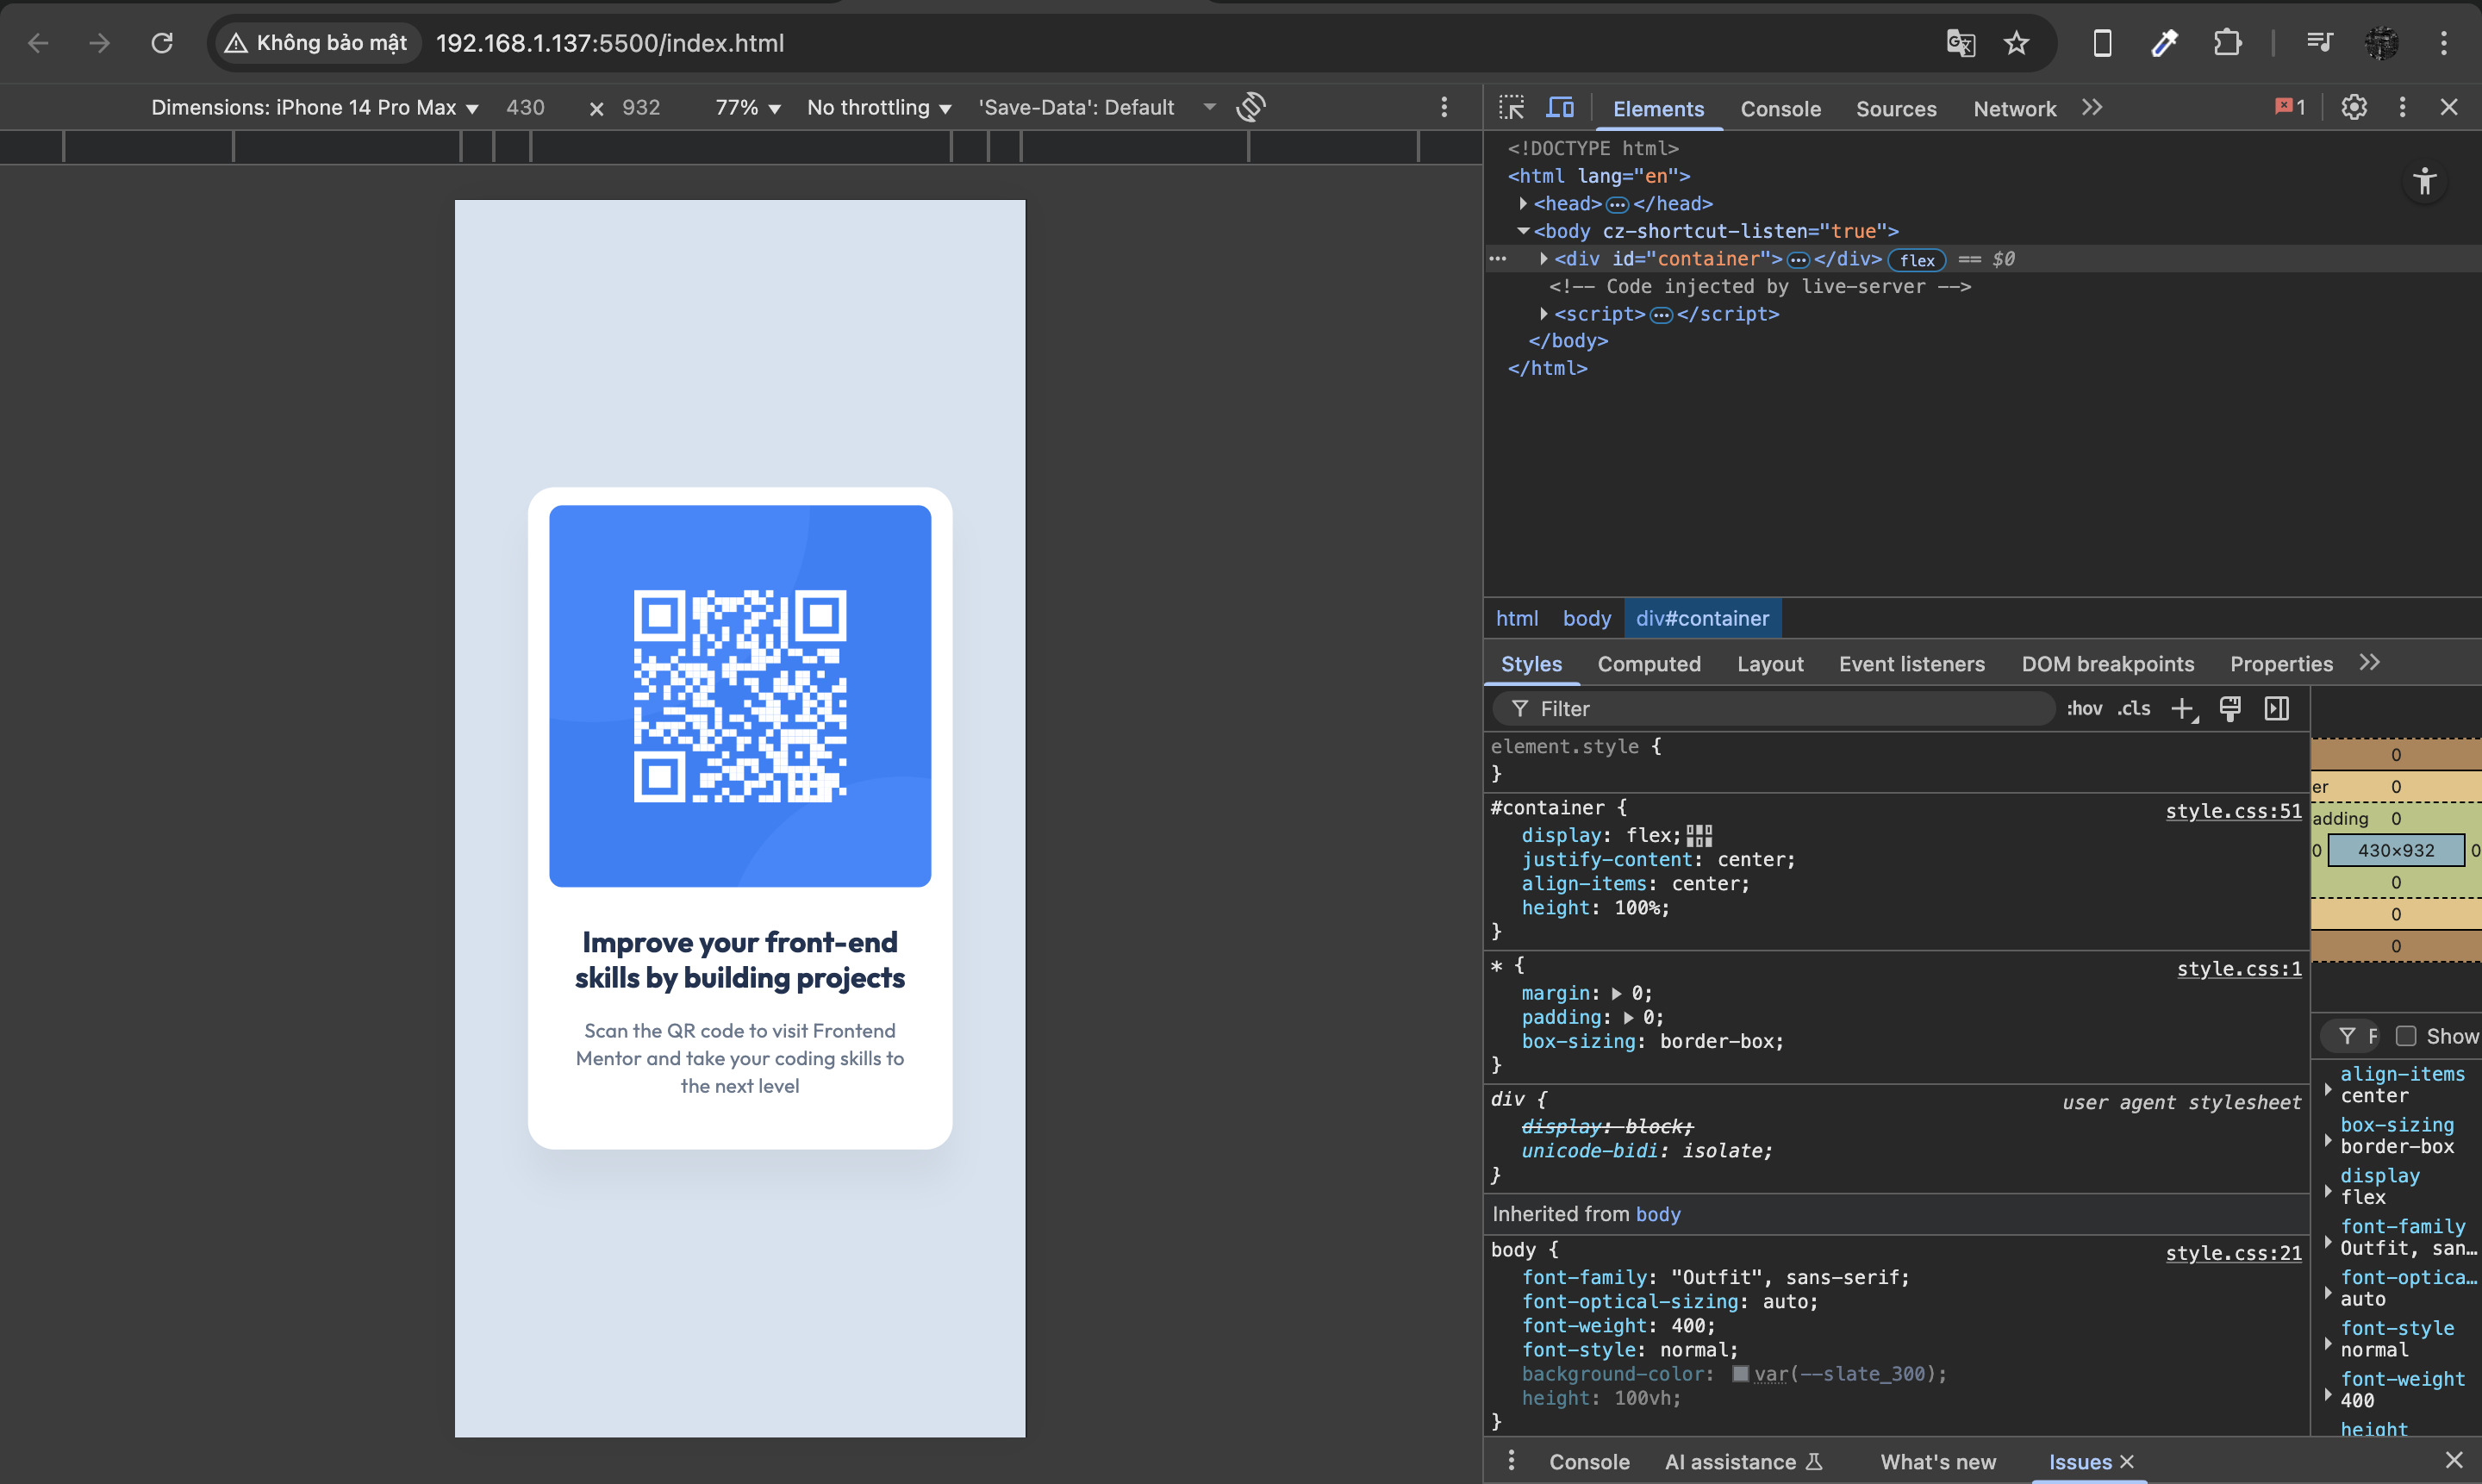 Không bảo mật
192.168.1.137:5500/index.html
Dimensions: iPhone 14 Pro Max 430 × 932 77% No throttling 'Save-Data': Default
Improve your front-end
skills by building projects
Scan the QR code to visit Frontend
Mentor and take your coding skills to
the next level
Elements Console Sources Network 1
<!DOCTYPE html>
<html lang="en">
<head>…</head>
<body cz-shortcut-listen="true">
… <div id="container">…</div> flex == $0
<!-- Code injected by live-server -->
<script>…</script>
</body>
</html>
html body div#container
Styles Computed Layout Event listeners DOM breakpoints Properties
Filter :hov .cls
element.style {
}
#container { style.css:51
display: flex;
justify-content: center;
align-items: center;
height: 100%;
}
* { style.css:1
margin: 0;
padding: 0;
box-sizing: border-box;
}
div { user agent stylesheet
display: block;
unicode-bidi: isolate;
}
Inherited from body
body { style.css:21
font-family: "Outfit", sans-serif;
font-optical-sizing: auto;
font-weight: 400;
font-style: normal;
background-color: var(--slate_300);
height: 100vh;
}
0
er 0
adding 0
0 430×932 0
0
0
0
F Show
align-items
center
box-sizing
border-box
display
flex
font-family
Outfit, san…
font-optica…
auto
font-style
normal
font-weight
400
height
Console AI assistance What's new Issues